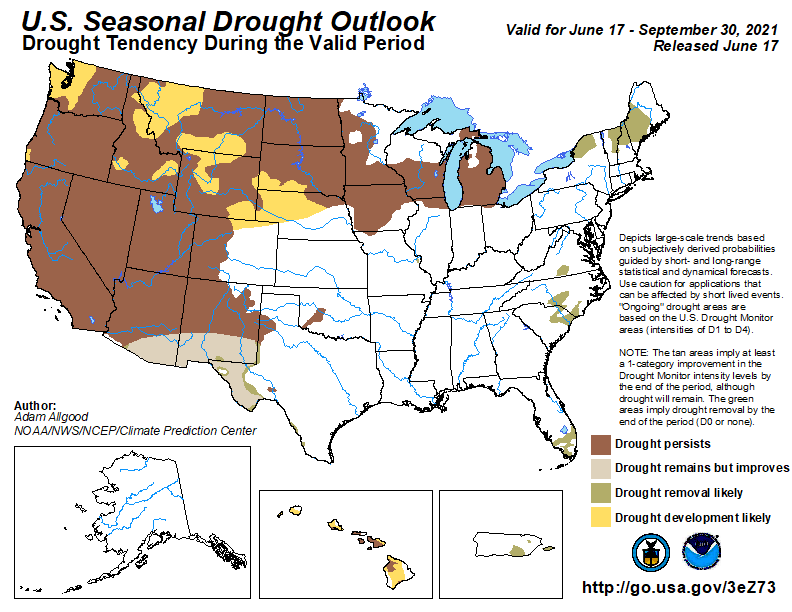 U.S. Seasonal Drought Outlook
Drought Tendency During the Valid Period
Valid for June 17 - September 30, 2021
Released June 17
Depicts large-scale trends based
on subjectively derived probabilities
guided by short- and long-range
statistical and dynamical forecasts.
Use caution for applications that
can be affected by short lived events.
"Ongoing" drought areas are
based on the U.S. Drought Monitor
areas (intensities of D1 to D4).
NOTE: The tan areas imply at least
a 1-category improvement in the
Drought Monitor intensity levels by
the end of the period, although
drought will remain. The green
areas imply drought removal by the
end of the period (D0 or none).
Author:
Adam Allgood
NOAA/NWS/NCEP/Climate Prediction Center
Drought persists
Drought remains but improves
Drought removal likely
Drought development likely
http://go.usa.gov/3eZ73